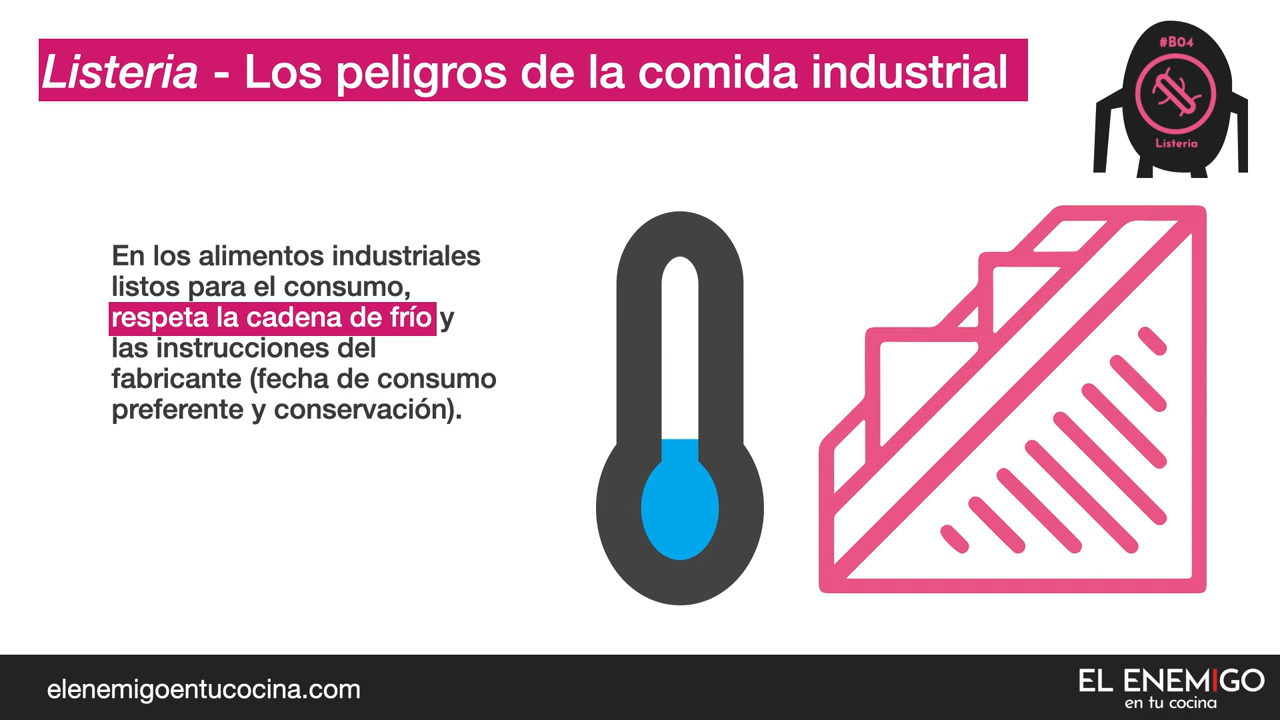 Listeria - Los peligros de la comida industrial
#B04
Listeria
En los alimentos industriales
listos para el consumo,
respeta la cadena de frío y
las instrucciones del
fabricante (fecha de consumo
preferente y conservación).
elenemigoentucocina.com
EL ENEMIGO
en tu cocina